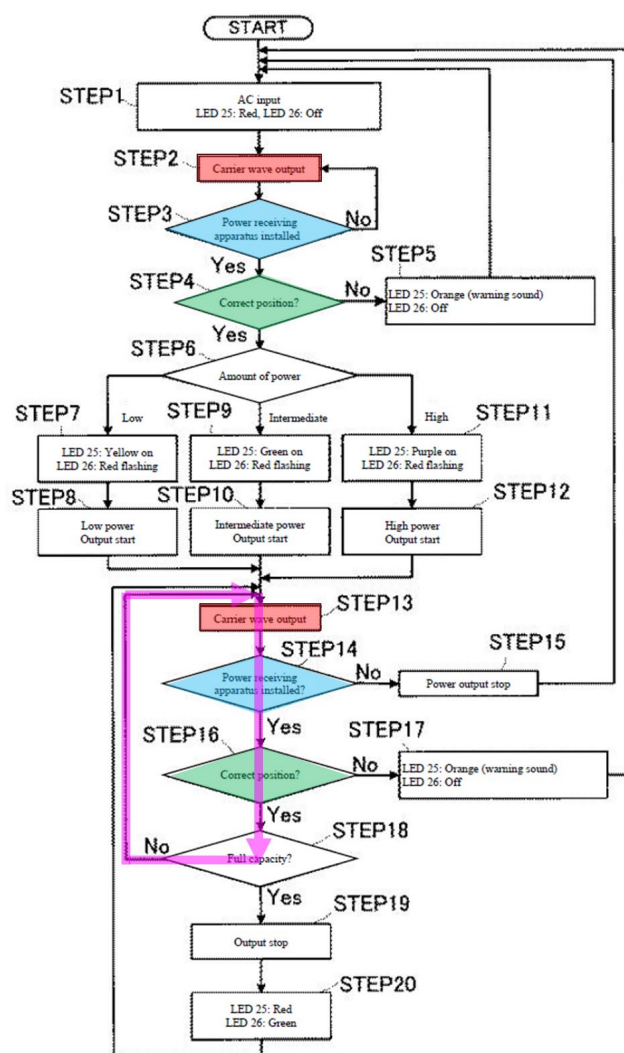 START
STEP1
AC input
LED 25: Red, LED 26: Off
STEP2
Carrier wave output
STEP3
Power receiving
apparatus installed
No
Yes
STEP4
Correct position?
No
STEP5
LED 25: Orange (warning sound)
LED 26: Off
Yes
STEP6
Amount of power
Low
Intermediate
High
STEP7
LED 25: Yellow on
LED 26: Red flashing
STEP9
LED 25: Green on
LED 26: Red flashing
STEP11
LED 25: Purple on
LED 26: Red flashing
STEP8
Low power
Output start
STEP10
Intermediate power
Output start
STEP12
High power
Output start
STEP13
Carrier wave output
STEP14
Power receiving
apparatus installed?
No
STEP15
Power output stop
Yes
STEP16
Correct position?
No
STEP17
LED 25: Orange (warning sound)
LED 26: Off
Yes
STEP18
Full capacity?
No
Yes
STEP19
Output stop
STEP20
LED 25: Red
LED 26: Green